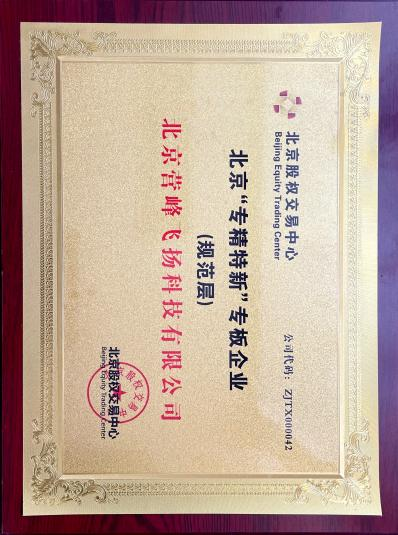 北京股权交易中心
Beijing Equity Trading Center
公司代码：ZJTX000042
北京“专精特新”专板企业
(规范层)
北京营峰飞扬科技有限公司
北京股权交易中心
Beijing Equity Trading Center